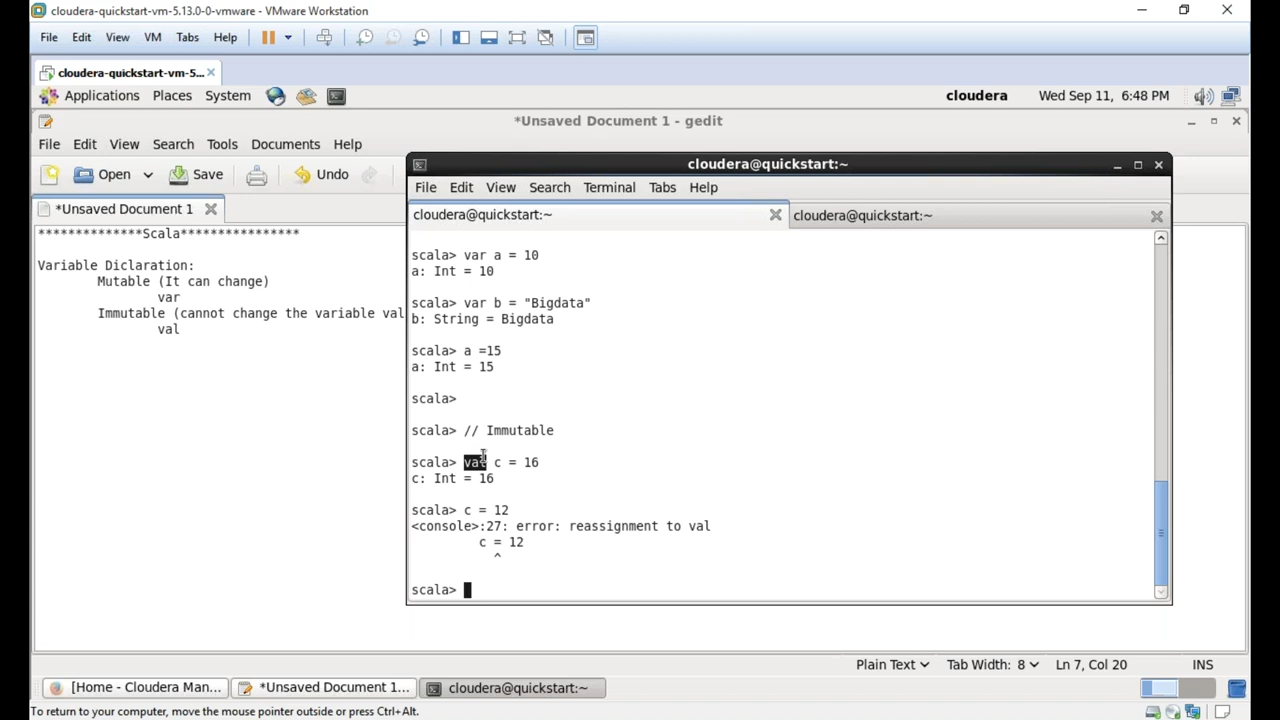 cloudera-quickstart-vm-5.13.0-0-vmware - VMware Workstation
File Edit View VM Tabs Help
cloudera-quickstart-vm-5...
Applications Places System cloudera Wed Sep 11, 6:48 PM
*Unsaved Document 1 - gedit
File Edit View Search Tools Documents Help
Open Save Undo
*Unsaved Document 1
**************Scala****************
Variable Diclaration:
Mutable (It can change)
var
Immutable (cannot change the variable val
val
cloudera@quickstart:~
File Edit View Search Terminal Tabs Help
cloudera@quickstart:~ cloudera@quickstart:~
scala> var a = 10
a: Int = 10
scala> var b = "Bigdata"
b: String = Bigdata
scala> a =15
a: Int = 15
scala>
scala> // Immutable
scala> val c = 16
c: Int = 16
scala> c = 12
<console>:27: error: reassignment to val
c = 12
^
scala>
Plain Text Tab Width: 8 Ln 7, Col 20 INS
[Home - Cloudera Man... *Unsaved Document 1... cloudera@quickstart:~
To return to your computer, move the mouse pointer outside or press Ctrl+Alt.